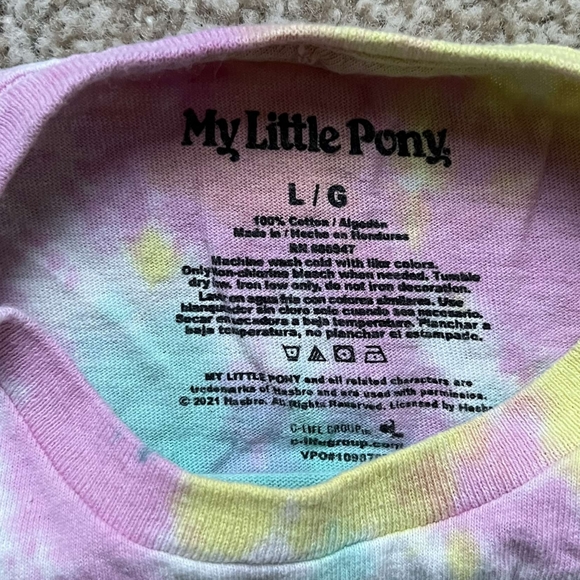 My Little Pony
L / G
100% Cotton / Algodón
Made in / Hecho en Honduras
RN #86947
Machine wash cold with like colors.
Only non-chlorine bleach when needed. Tumble
dry low. Iron low only, do not iron decoration.
Lave en agua fria con colores similares. Use
blanqueador sin cloro solo cuando sea necesario.
Secar en secadora a baja temperatura. Planchar a
baja temperatura, no planchar el estampado.
MY LITTLE PONY and all related characters are
trademarks of Hasbro and are used with permission.
© 2021 Hasbro. All Rights Reserved. Licensed by Hasbro
C-LIFE GROUP
c-lifegroup.com